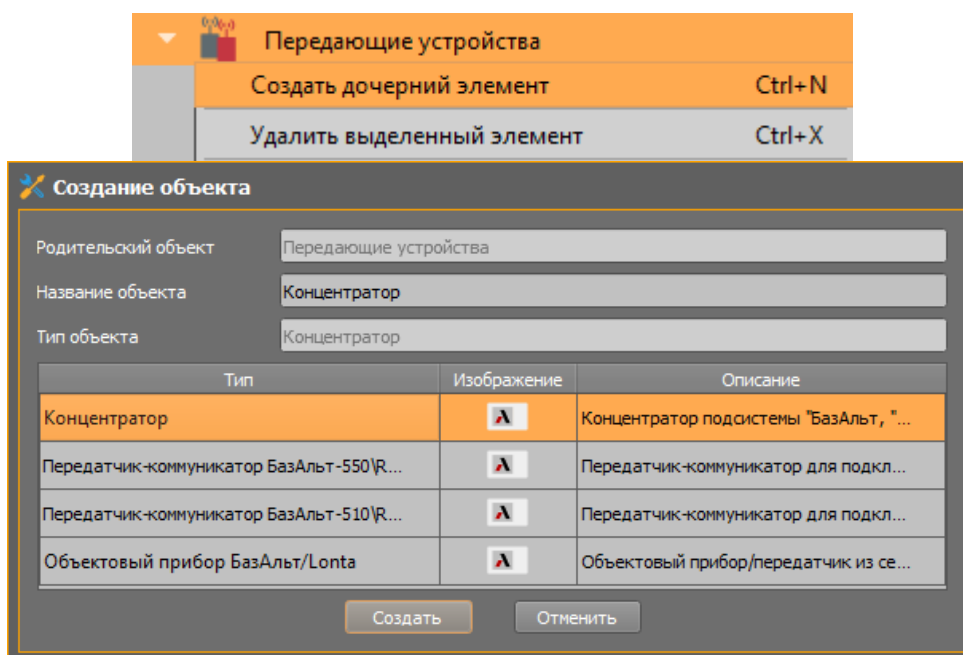 Передающие устройства
Создать дочерний элемент Ctrl+N
Удалить выделенный элемент Ctrl+X
Создание объекта
Родительский объект Передающие устройства
Название объекта Концентратор
Тип объекта Концентратор
Тип Изображение Описание
Концентратор Концентратор подсистемы "БазАльт, "...
Передатчик-коммуникатор БазАльт-550\R... Передатчик-коммуникатор для подкл...
Передатчик-коммуникатор БазАльт-510\R... Передатчик-коммуникатор для подкл...
Объектовый прибор БазАльт/Lonta Объектовый прибор/передатчик из се...
Создать Отменить